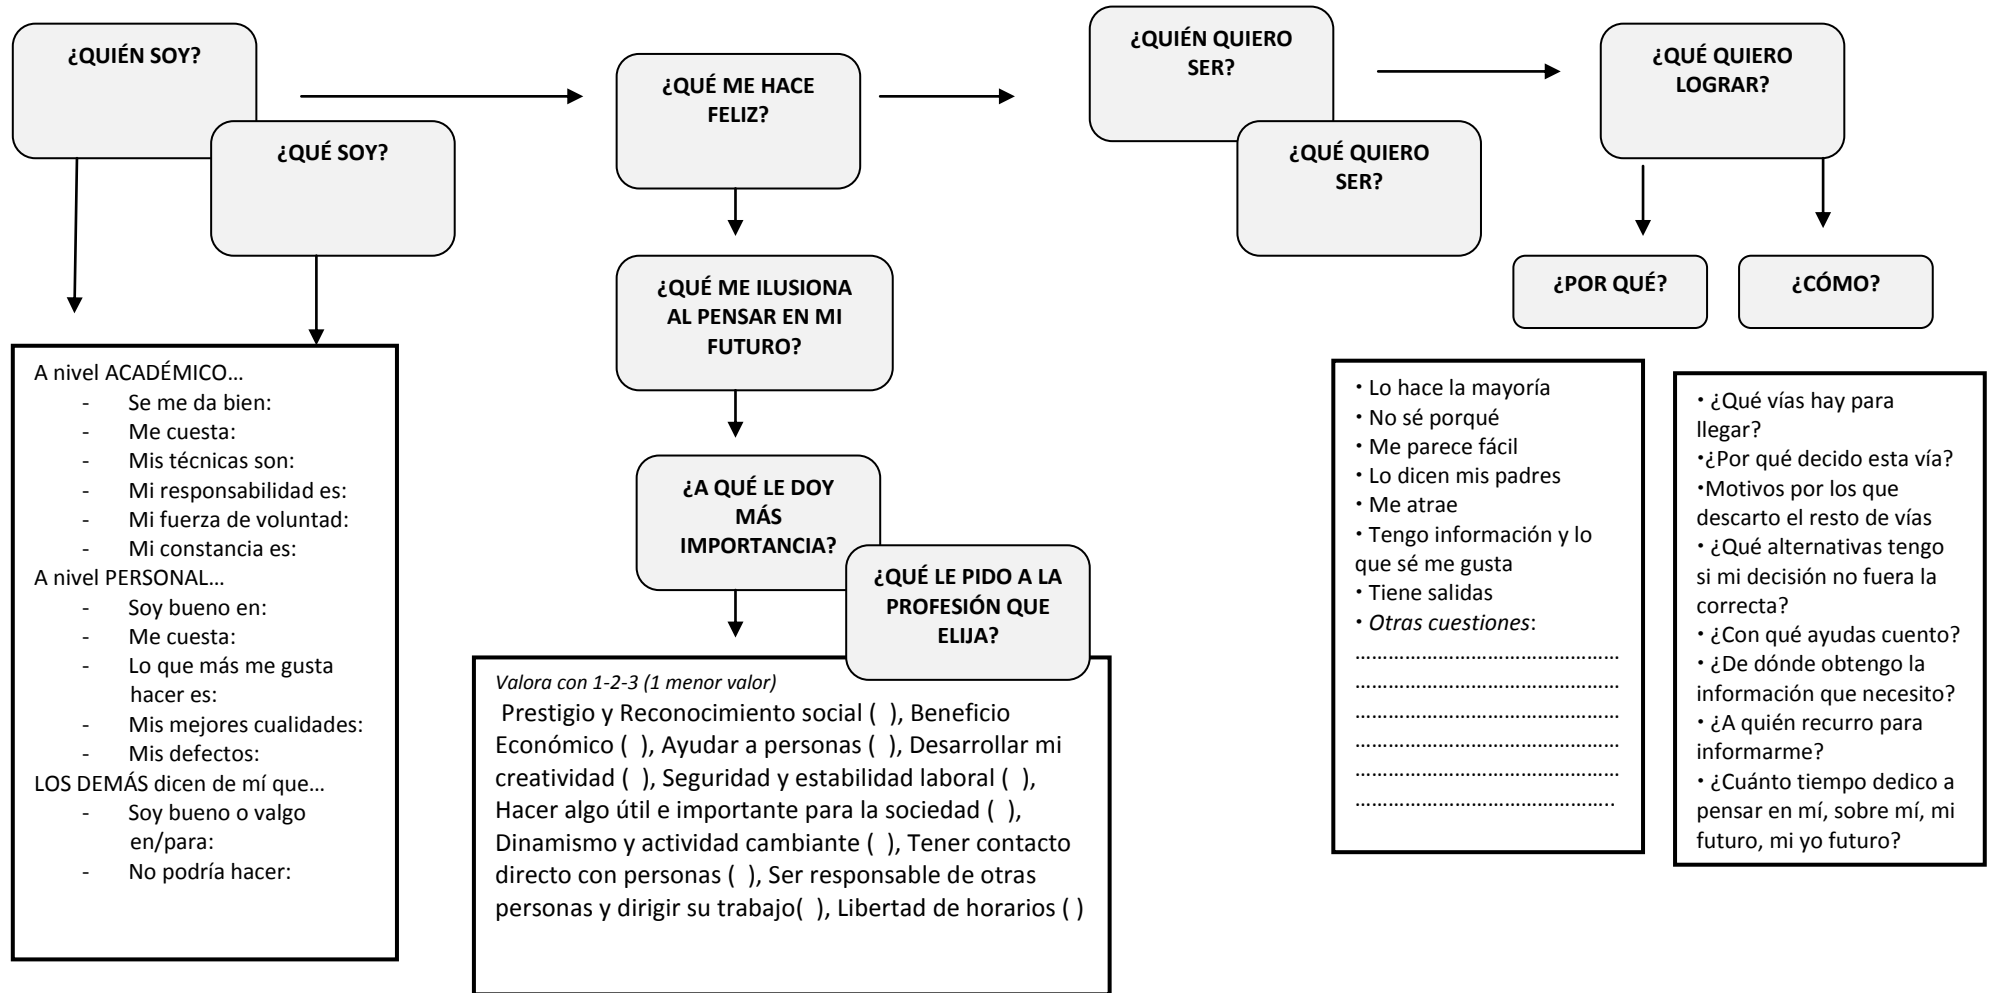 ¿QUIÉN SOY?
¿QUÉ SOY?
A nivel ACADÉMICO…
- Se me da bien:
- Me cuesta:
- Mis técnicas son:
- Mi responsabilidad es:
- Mi fuerza de voluntad:
- Mi constancia es:
A nivel PERSONAL…
- Soy bueno en:
- Me cuesta:
- Lo que más me gusta
hacer es:
- Mis mejores cualidades:
- Mis defectos:
LOS DEMÁS dicen de mí que…
- Soy bueno o valgo
en/para:
- No podría hacer:
¿QUÉ ME HACE
FELIZ?
¿QUÉ ME ILUSIONA
AL PENSAR EN MI
FUTURO?
¿A QUÉ LE DOY
MÁS
IMPORTANCIA?
¿QUÉ LE PIDO A LA
PROFESIÓN QUE
ELIJA?
Valora con 1-2-3 (1 menor valor)
Prestigio y Reconocimiento social ( ), Beneficio
Económico ( ), Ayudar a personas ( ), Desarrollar mi
creatividad ( ), Seguridad y estabilidad laboral ( ),
Hacer algo útil e importante para la sociedad ( ),
Dinamismo y actividad cambiante ( ), Tener contacto
directo con personas ( ), Ser responsable de otras
personas y dirigir su trabajo( ), Libertad de horarios ( )
¿QUIÉN QUIERO
SER?
¿QUÉ QUIERO
SER?
¿QUÉ QUIERO
LOGRAR?
¿POR QUÉ?
¿CÓMO?
· Lo hace la mayoría
· No sé porqué
· Me parece fácil
· Lo dicen mis padres
· Me atrae
· Tengo información y lo
que sé me gusta
· Tiene salidas
· Otras cuestiones:
…………………………………
…………………………………
…………………………………
…………………………………
…………………………………
………………………………..
· ¿Qué vías hay para
llegar?
·¿Por qué decido esta vía?
·Motivos por los que
descarto el resto de vías
· ¿Qué alternativas tengo
si mi decisión no fuera la
correcta?
· ¿Con qué ayudas cuento?
· ¿De dónde obtengo la
información que necesito?
· ¿A quién recurro para
informarme?
· ¿Cuánto tiempo dedico a
pensar en mí, sobre mí, mi
futuro, mi yo futuro?